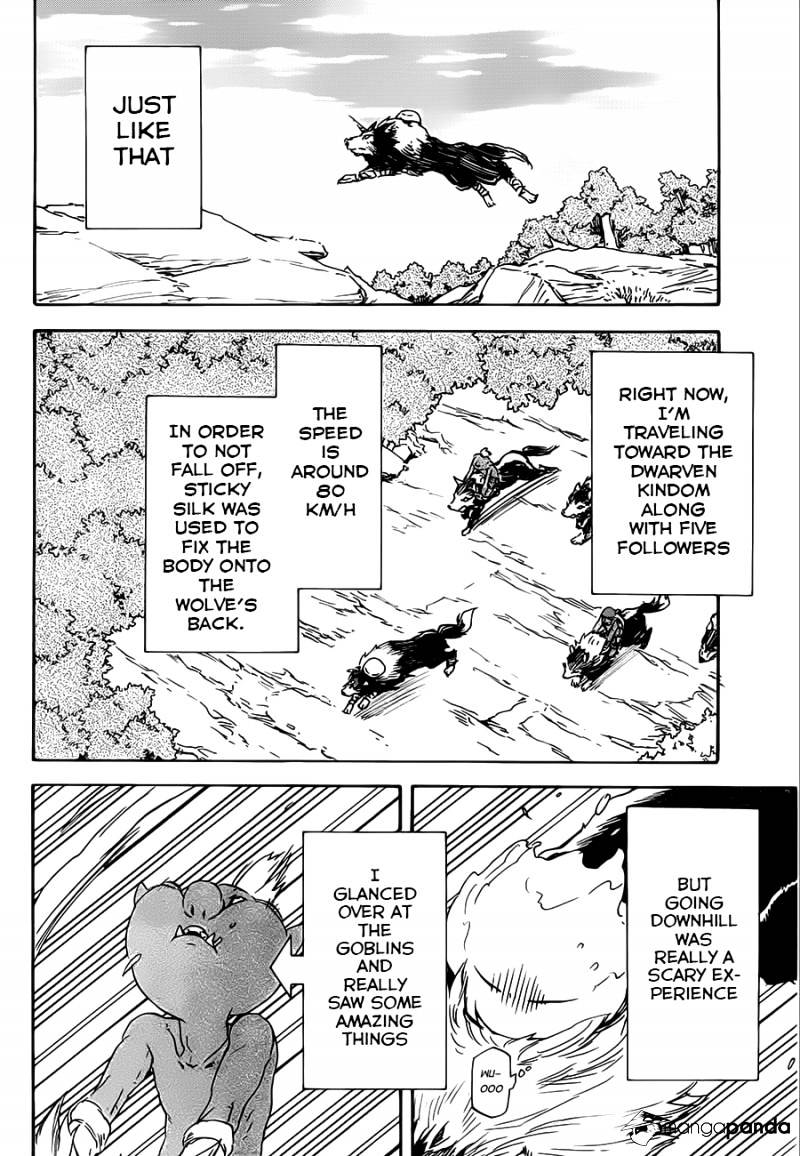 JUST
LIKE
THAT
RIGHT NOW,
I'M
TRAVELING
TOWARD THE
DWARVEN
KINDOM
ALONG
WITH FIVE
FOLLOWERS
THE
SPEED
IS
AROUND
80
KM/H
IN ORDER
TO NOT
FALL OFF,
STICKY
SILK WAS
USED TO
FIX THE
BODY ONTO
THE
WOLVE'S
BACK.
BUT
GOING
DOWNHILL
WAS
REALLY A
SCARY EX-
PERIENCE
WU-
OOO
I
GLANCED
OVER AT
THE
GOBLINS
AND
REALLY
SAW SOME
AMAZING
THINGS
mangapanda